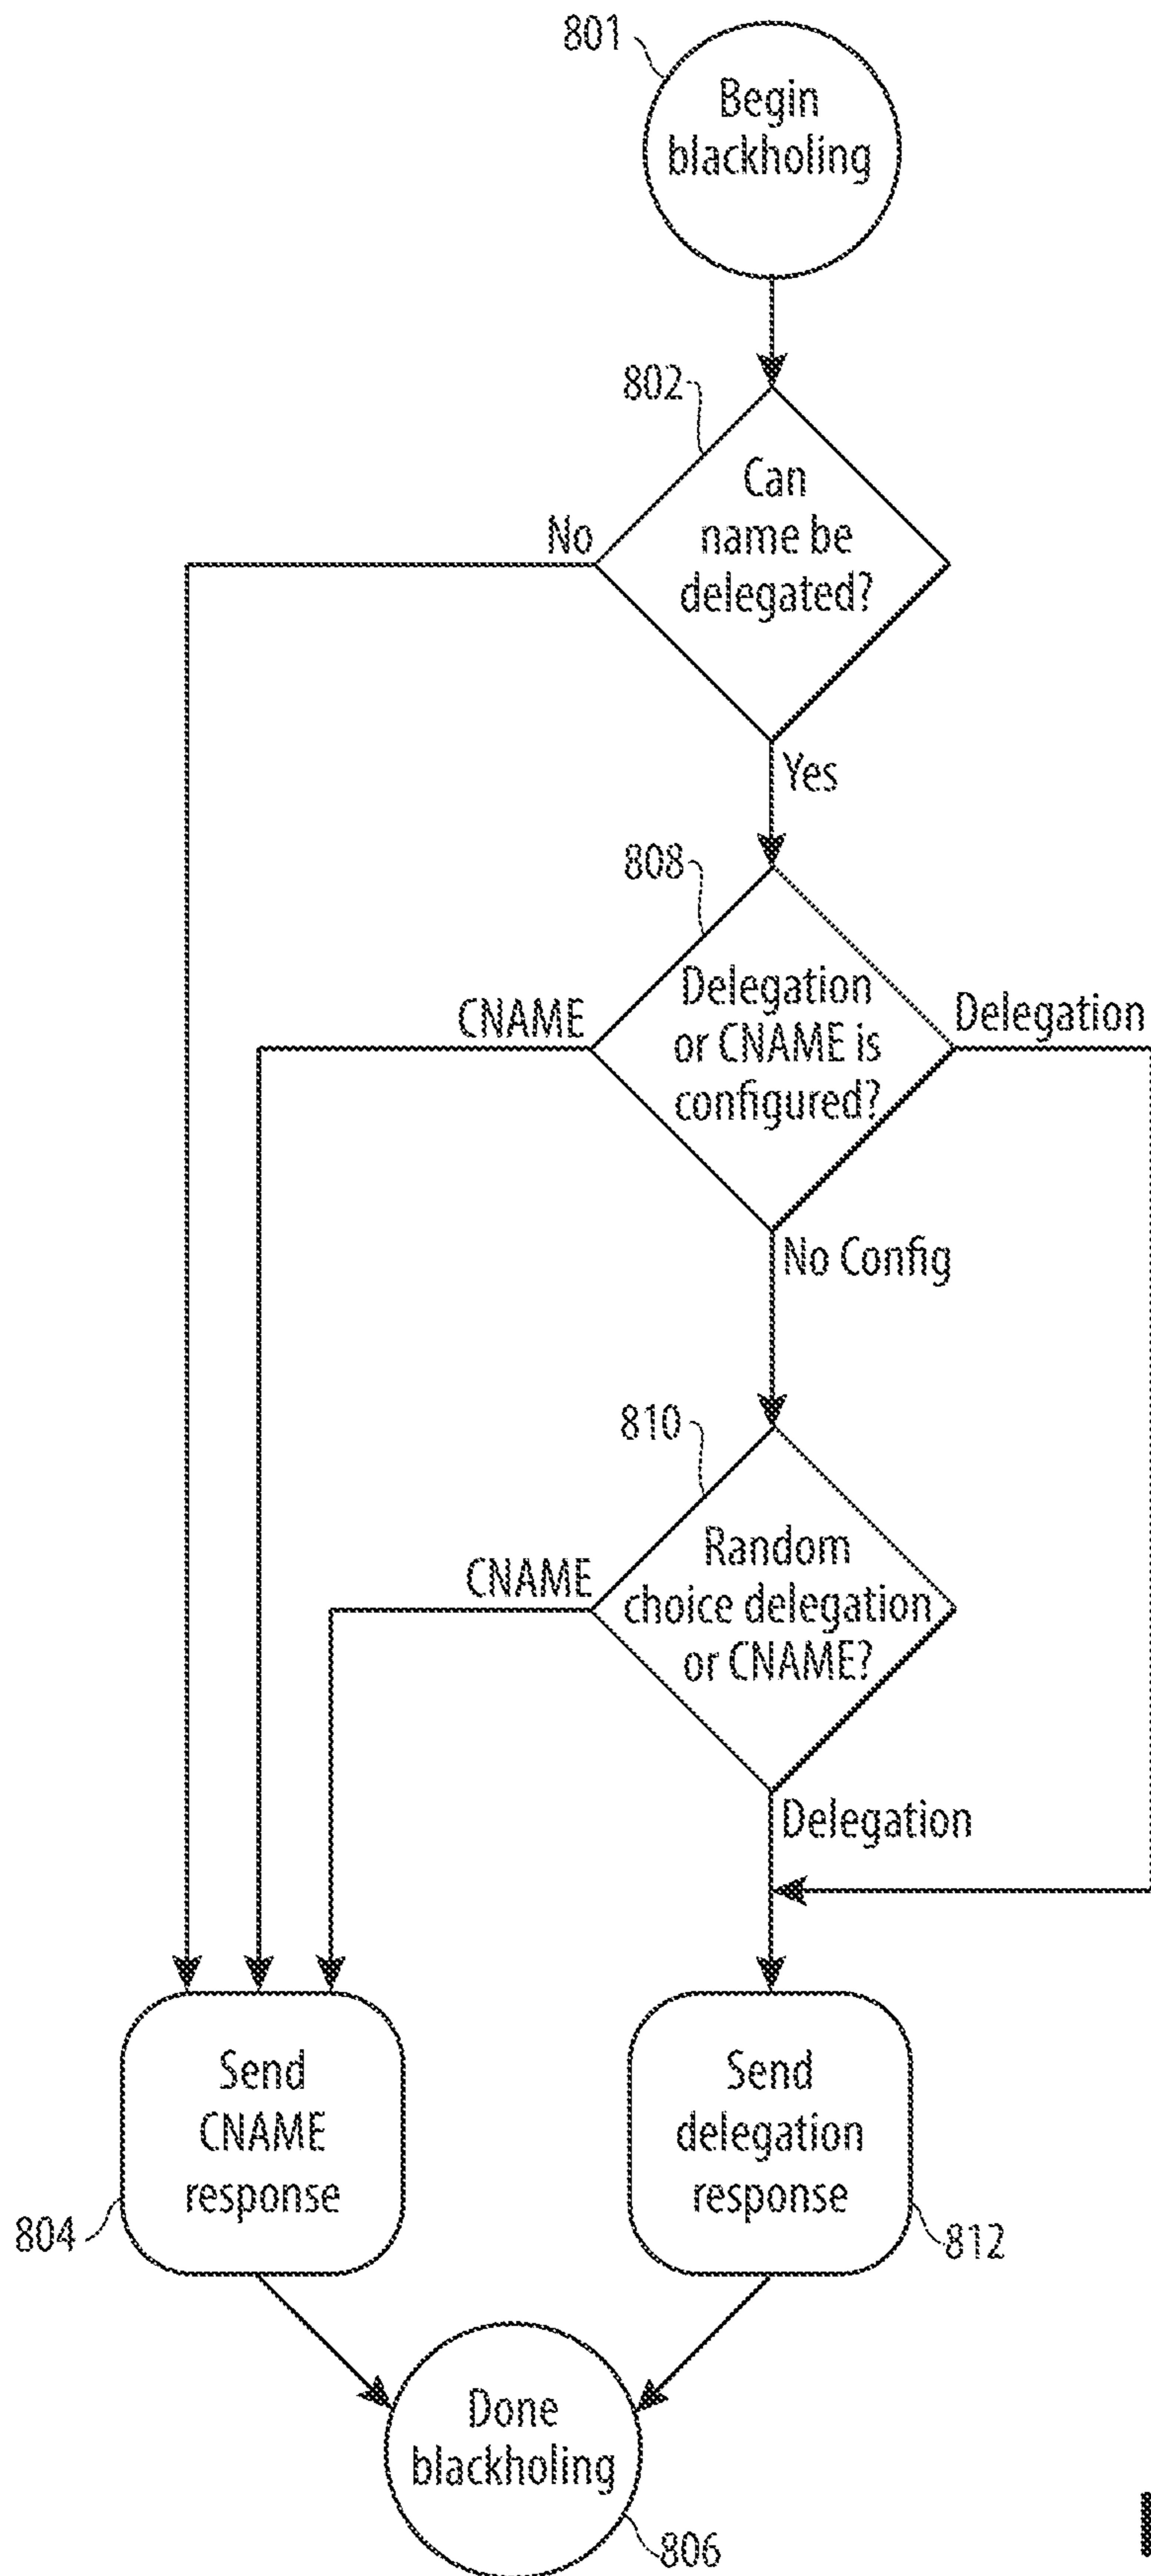 801
Begin
blackholing
802
Can
name be
delegated?
No
Yes
808
Delegation
or CNAME is
configured?
CNAME
Delegation
No Config
810
Random
choice delegation
or CNAME?
CNAME
Delegation
Send
CNAME
response
804
Send
delegation
response
812
Done
blackholing
806